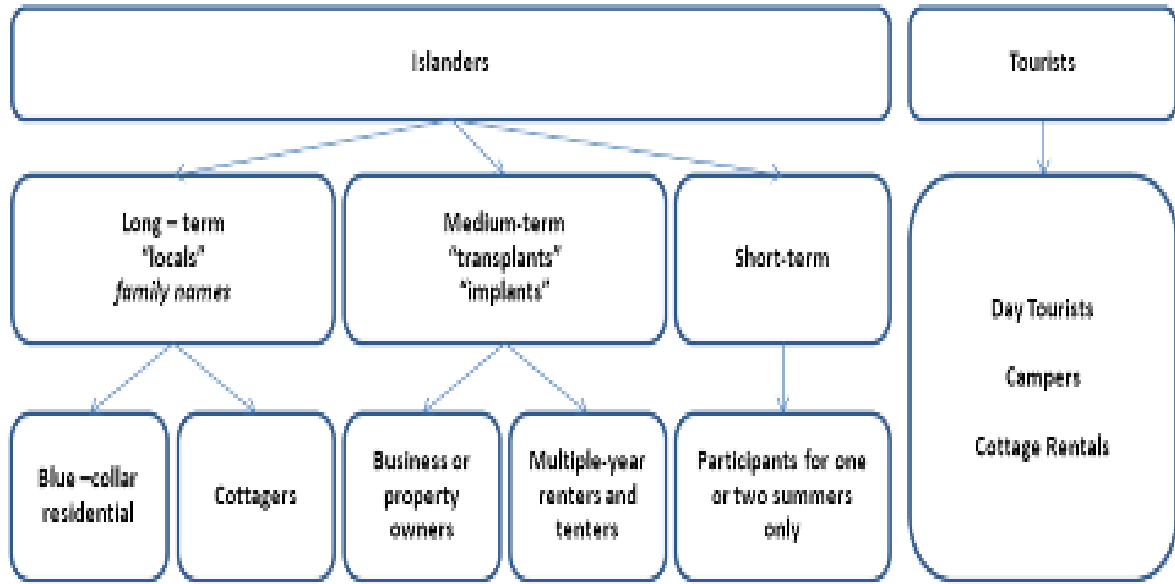 Islanders
Tourists
Long – term
“locals”
family names
Medium-term
“transplants”
“implants”
Short-term
Day Tourists
Campers
Cottage Rentals
Blue –collar
residential
Cottagers
Business or
property
owners
Multiple-year
renters and
tenters
Participants for one
or two summers
only